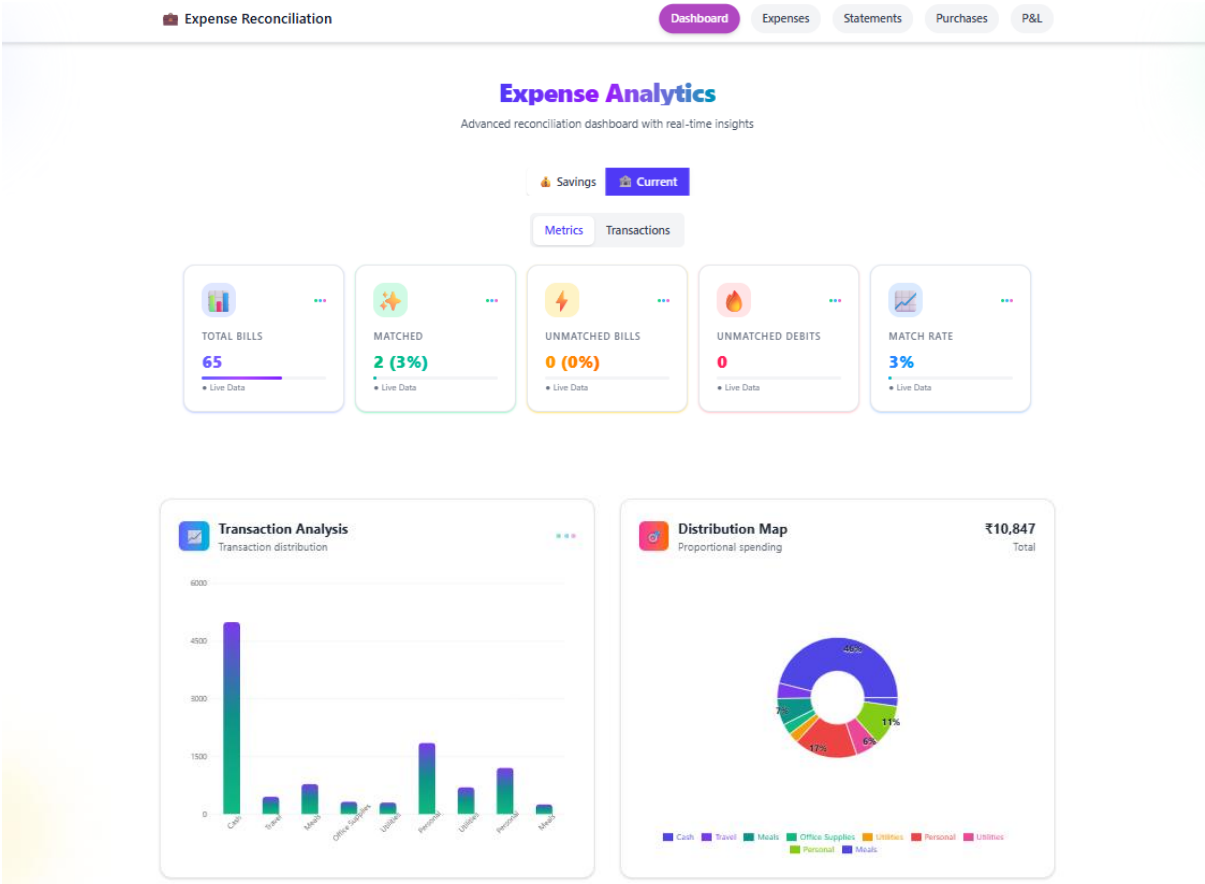 Expense Reconciliation
Dashboard Expenses Statements Purchases P&L
Expense Analytics
Advanced reconciliation dashboard with real-time insights
Savings Current
Metrics Transactions
TOTAL BILLS
65
Live Data
MATCHED
2 (3%)
Live Data
UNMATCHED BILLS
0 (0%)
Live Data
UNMATCHED DEBITS
0
Live Data
MATCH RATE
3%
Live Data
Transaction Analysis
Transaction distribution
6000
4500
3000
1500
0
Cash Travel Meals Office Supplies Utilities Personal Utilities Personal Meals
Distribution Map
Proportional spending
₹10,847
Total
46%
7%
11%
6%
17%
Cash Travel Meals Office Supplies Utilities Personal Utilities
Personal Meals